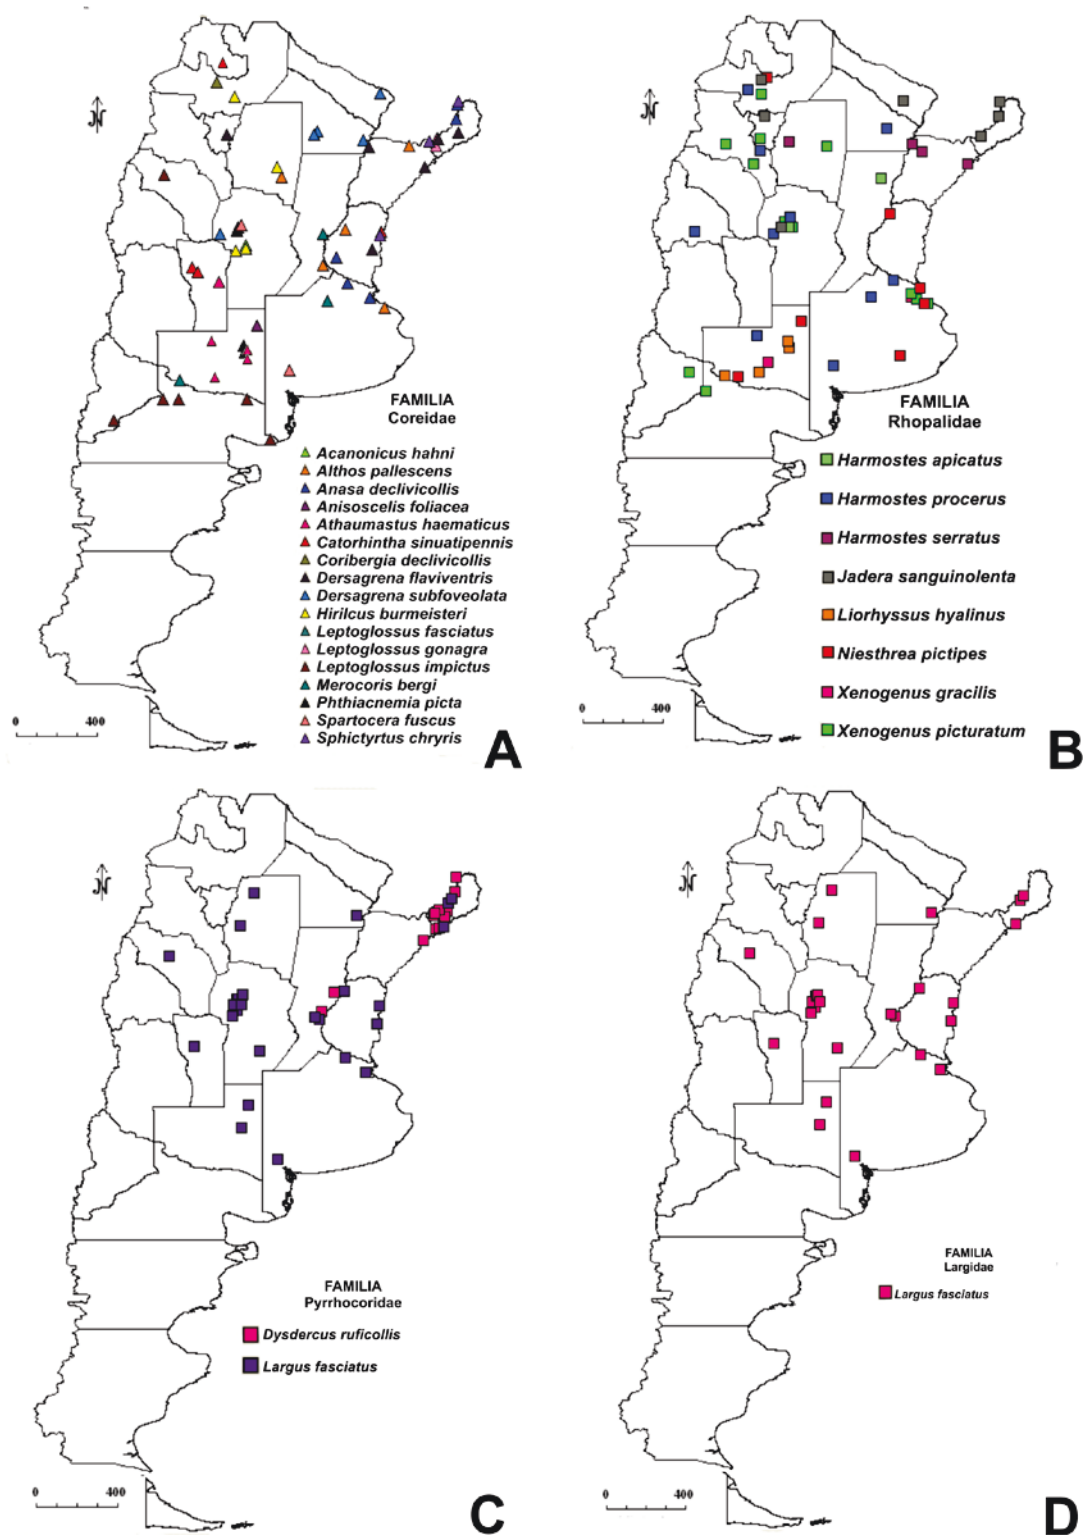 N
FAMILIA
Coreidae
Acanonicus hahni
Althos pallescens
Anasa declivicollis
Anisoscelis foliacea
Athaumastus haematicus
Catorhintha sinuatipennis
Coribergia declivicollis
Dersagrena flaviventris
Dersagrena subfoveolata
Hirilcus burmeisteri
Leptoglossus fasciatus
Leptoglossus gonagra
Leptoglossus impictus
Merocoris bergi
Phthiacnemia picta
Spartocera fuscus
Sphictyrtus chryris
0 400
A
N
FAMILIA
Rhopalidae
Harmostes apicatus
Harmostes procerus
Harmostes serratus
Jadera sanguinolenta
Liorhyssus hyalinus
Niesthrea pictipes
Xenogenus gracilis
Xenogenus picturatum
0 400
B
N
FAMILIA
Pyrrhocoridae
Dysdercus ruficollis
Largus fasciatus
0 400
C
N
FAMILIA
Largidae
Largus fasciatus
0 400
D